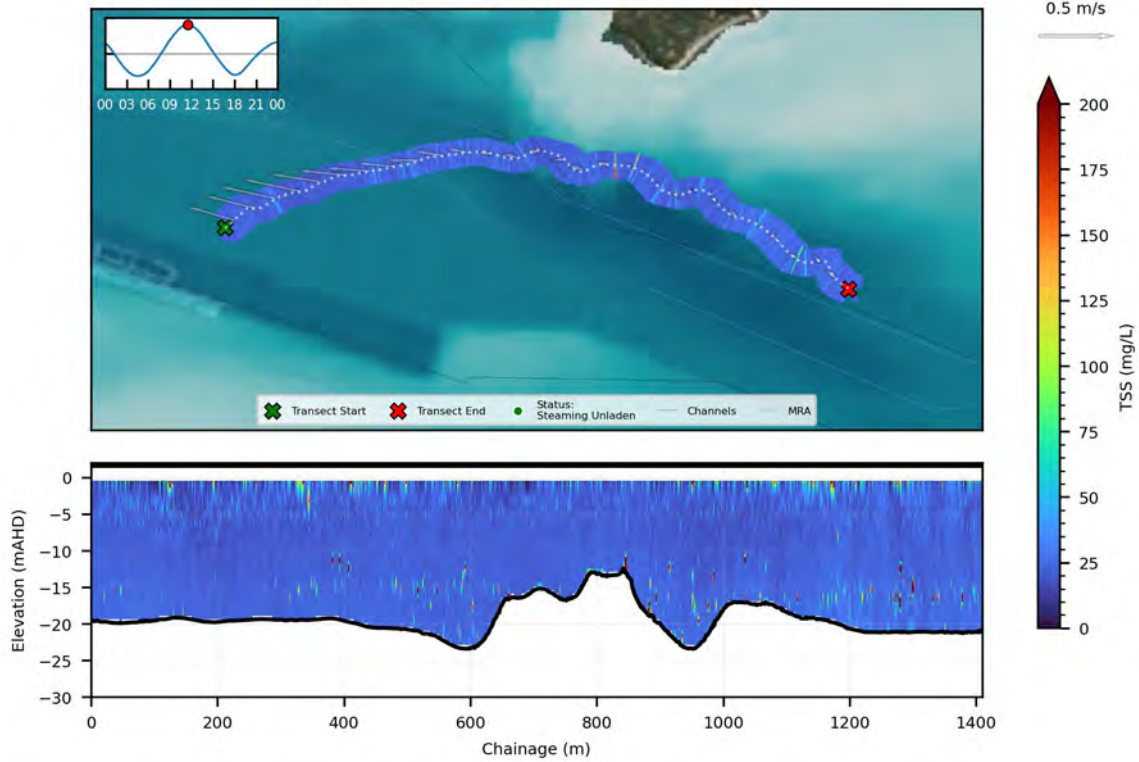 0.5 m/s
00 03 06 09 12 15 18 21 00
Transect Start
Transect End
Status:
Steaming Unladen
Channels
MRA
200
175
150
125
100
75
50
25
0
TSS (mg/L)
0
−5
−10
−15
−20
−25
−30
Elevation (mAHD)
0 200 400 600 800 1000 1200 1400
Chainage (m)